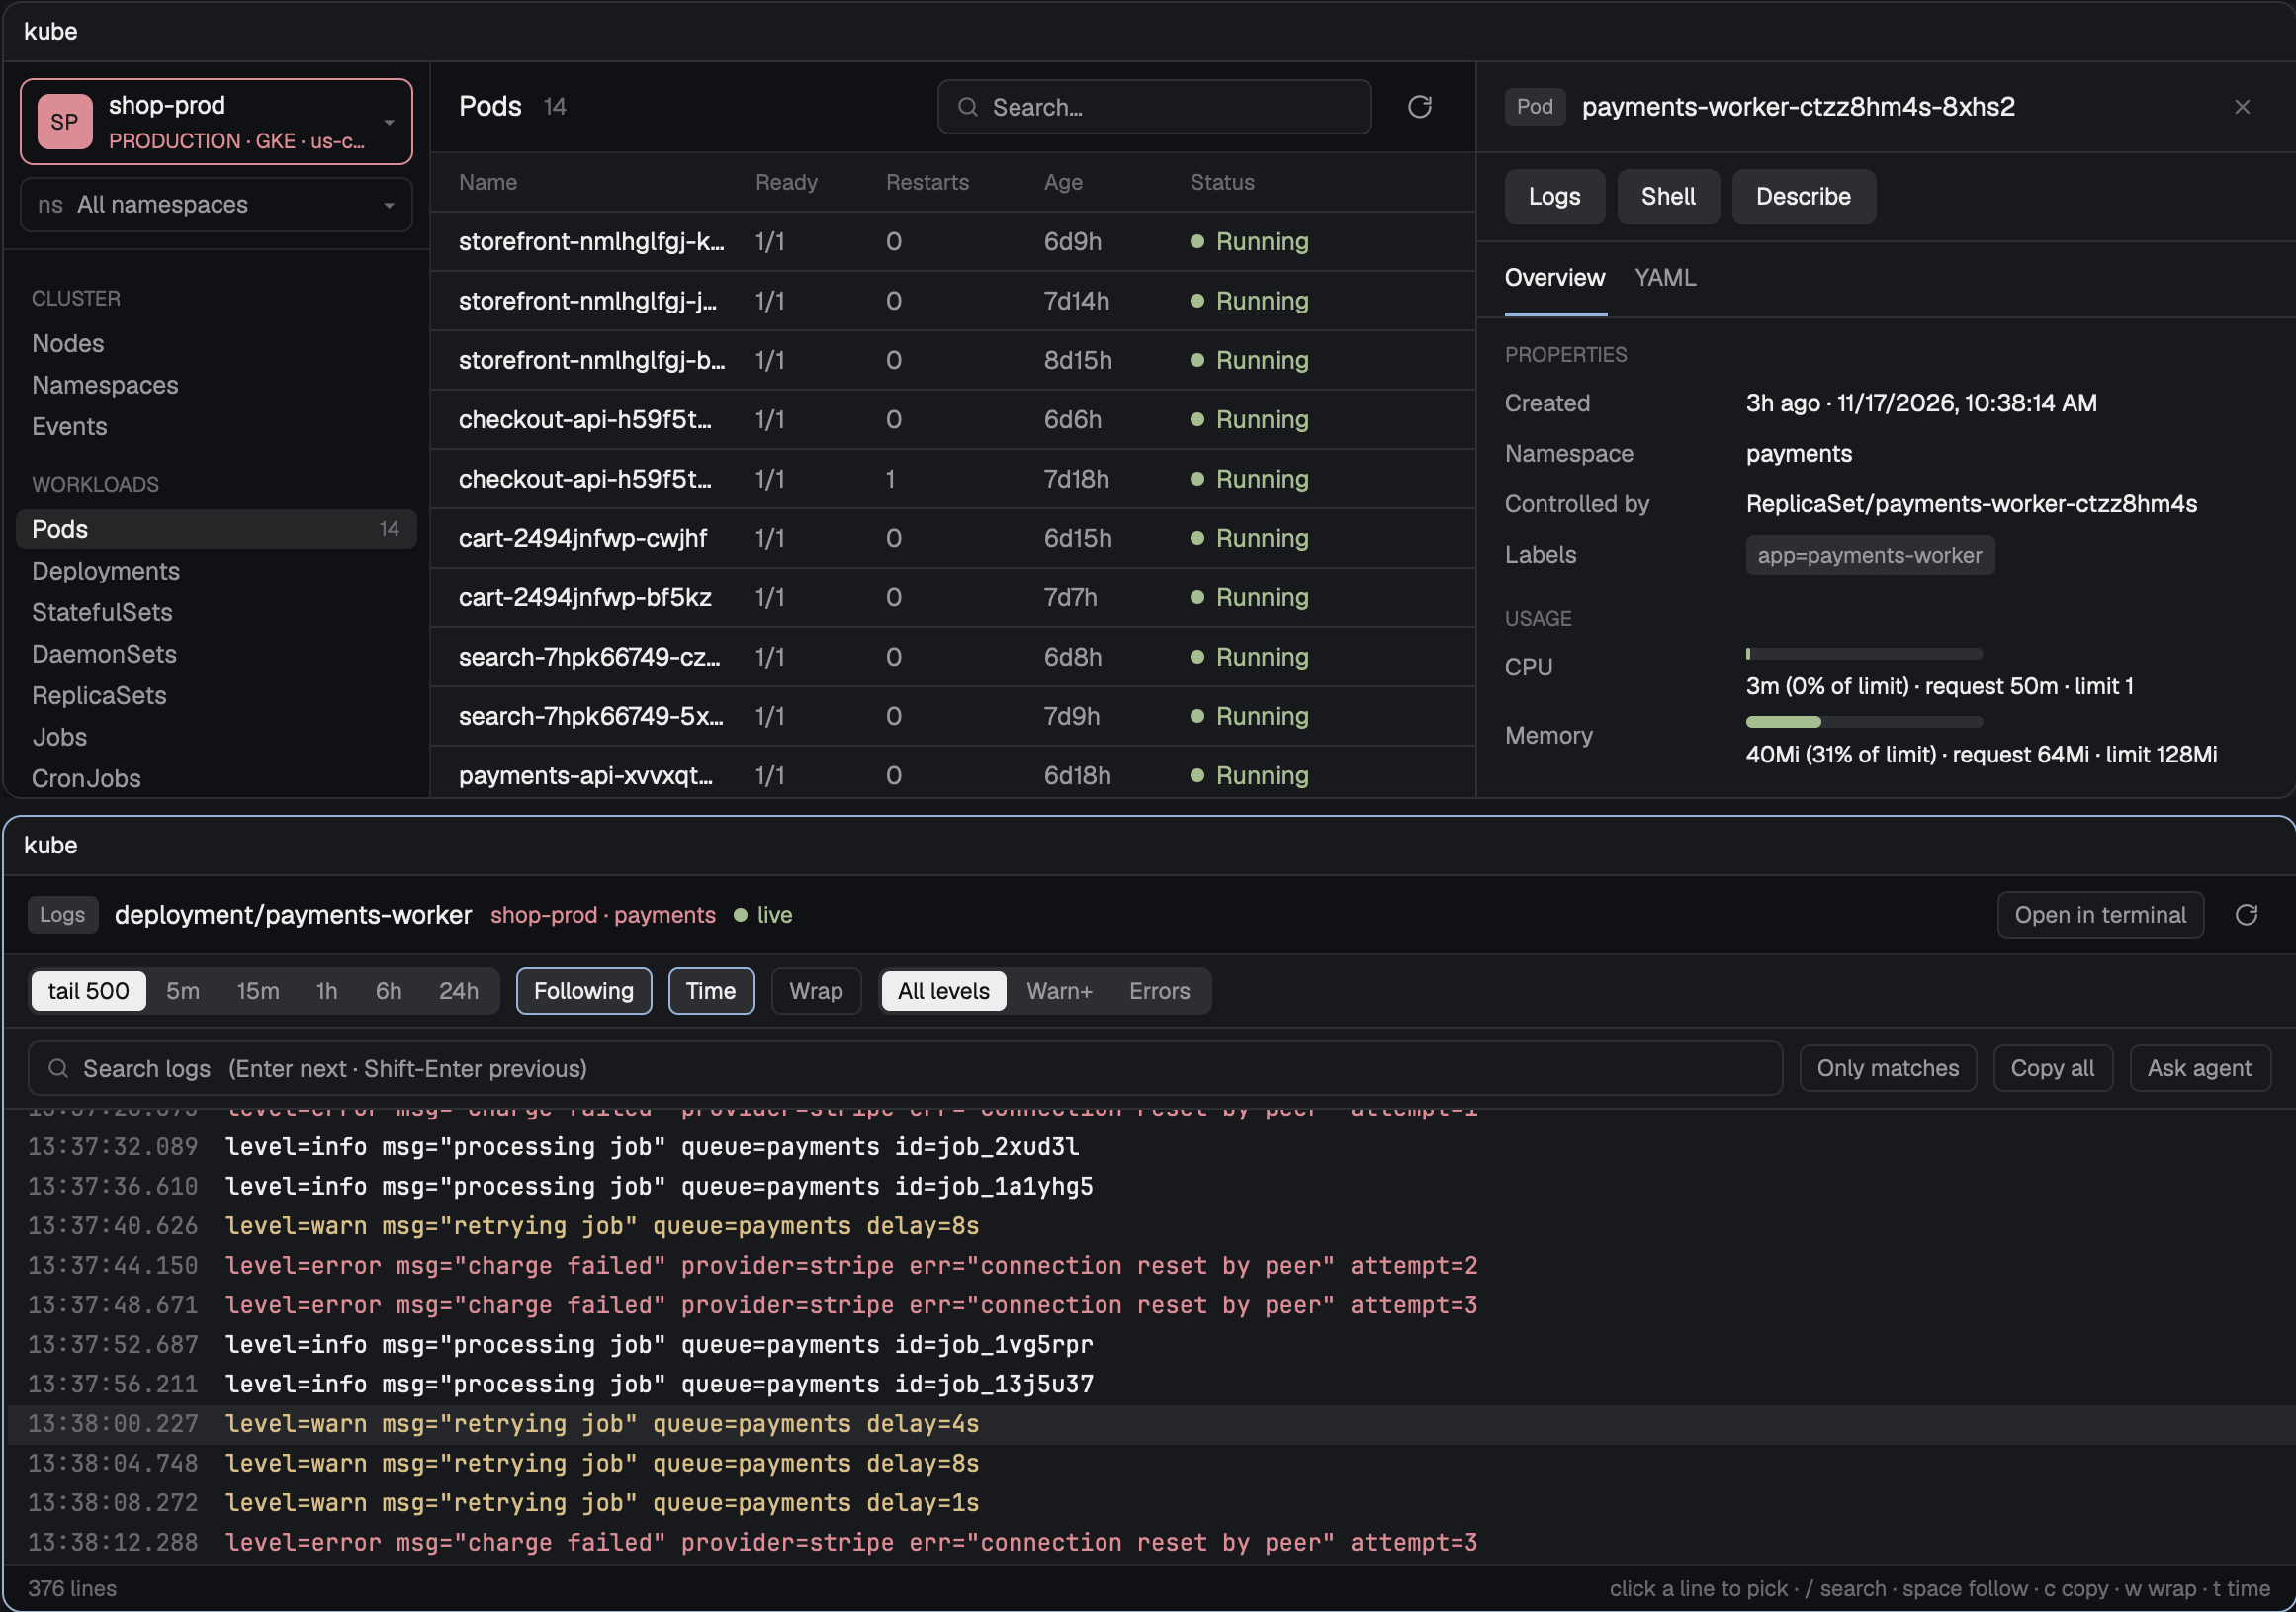 kube
SP
shop-prod
PRODUCTION · GKE · us-c...
ns All namespaces
CLUSTER
Nodes
Namespaces
Events
WORKLOADS
Pods 14
Deployments
StatefulSets
DaemonSets
ReplicaSets
Jobs
CronJobs
Pods 14
Search...
Name Ready Restarts Age Status
storefront-nmlhglfgj-k... 1/1 0 6d9h Running
storefront-nmlhglfgj-j... 1/1 0 7d14h Running
storefront-nmlhglfgj-b... 1/1 0 8d15h Running
checkout-api-h59f5t... 1/1 0 6d6h Running
checkout-api-h59f5t... 1/1 1 7d18h Running
cart-2494jnfwp-cwjhf 1/1 0 6d15h Running
cart-2494jnfwp-bf5kz 1/1 0 7d7h Running
search-7hpk66749-cz... 1/1 0 6d8h Running
search-7hpk66749-5x... 1/1 0 7d9h Running
payments-api-xvvxqt... 1/1 0 6d18h Running
Pod payments-worker-ctzz8hm4s-8xhs2
Logs Shell Describe
Overview YAML
PROPERTIES
Created 3h ago · 11/17/2026, 10:38:14 AM
Namespace payments
Controlled by ReplicaSet/payments-worker-ctzz8hm4s
Labels app=payments-worker
USAGE
CPU
3m (0% of limit) · request 50m · limit 1
Memory
40Mi (31% of limit) · request 64Mi · limit 128Mi
kube
Logs deployment/payments-worker shop-prod · payments live
Open in terminal
tail 500 5m 15m 1h 6h 24h Following Time Wrap All levels Warn+ Errors
Search logs (Enter next · Shift-Enter previous) Only matches Copy all Ask agent
level=error msg="charge failed" provider=stripe err="connection reset by peer" attempt=1
13:37:32.089 level=info msg="processing job" queue=payments id=job_2xud3l
13:37:36.610 level=info msg="processing job" queue=payments id=job_1a1yhg5
13:37:40.626 level=warn msg="retrying job" queue=payments delay=8s
13:37:44.150 level=error msg="charge failed" provider=stripe err="connection reset by peer" attempt=2
13:37:48.671 level=error msg="charge failed" provider=stripe err="connection reset by peer" attempt=3
13:37:52.687 level=info msg="processing job" queue=payments id=job_1vg5rpr
13:37:56.211 level=info msg="processing job" queue=payments id=job_13j5u37
13:38:00.227 level=warn msg="retrying job" queue=payments delay=4s
13:38:04.748 level=warn msg="retrying job" queue=payments delay=8s
13:38:08.272 level=warn msg="retrying job" queue=payments delay=1s
13:38:12.288 level=error msg="charge failed" provider=stripe err="connection reset by peer" attempt=3
376 lines
click a line to pick · / search · space follow · c copy · w wrap · t time